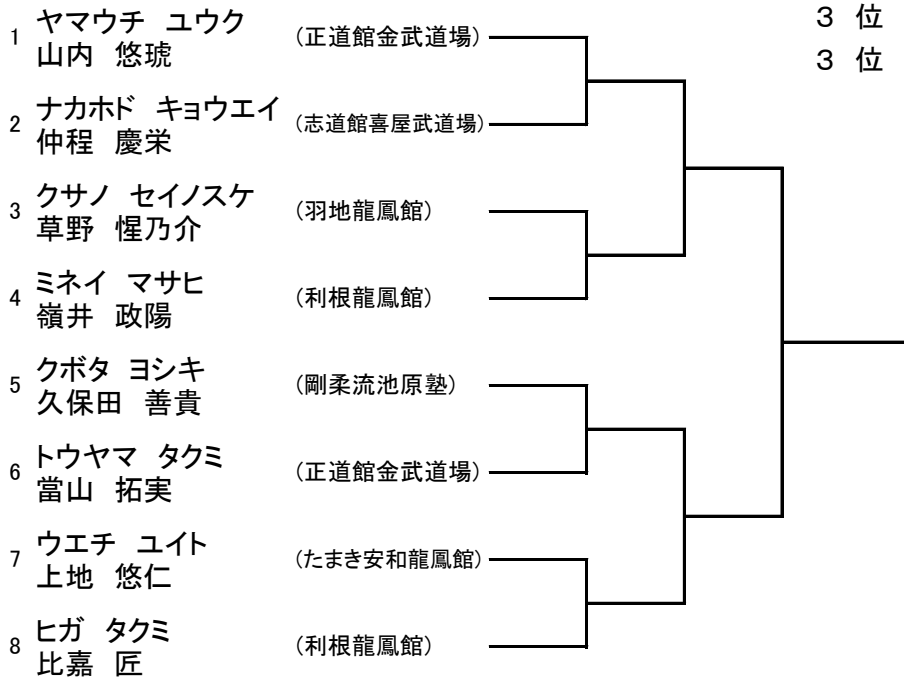 3 位
3 位
1 ヤマウチ ユウク (正道館金武道場)
山内 悠琥
2 ナカホド キョウエイ (志道館喜屋武道場)
仲程 慶栄
3 クサノ セイノスケ (羽地龍鳳館)
草野 惺乃介
4 ミネイ マサヒ (利根龍鳳館)
嶺井 政陽
5 クボタ ヨシキ (剛柔流池原塾)
久保田 善貴
6 トウヤマ タクミ (正道館金武道場)
當山 拓実
7 ウエチ ユイト (たまき安和龍鳳館)
上地 悠仁
8 ヒガ タクミ (利根龍鳳館)
比嘉 匠